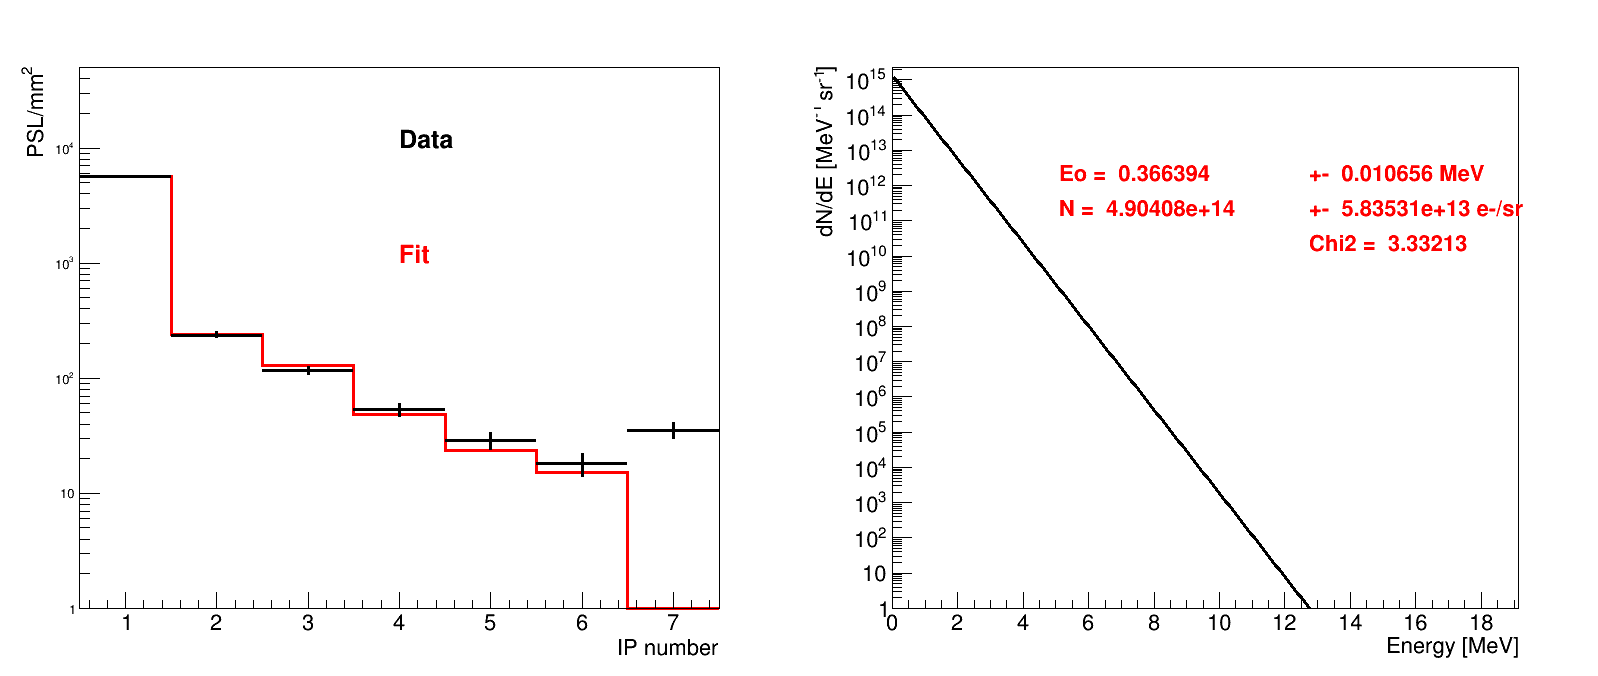 PSL/mm²
10⁴
10³
10²
10
1
Data
Fit
1 2 3 4 5 6 7
IP number
dN/dE [MeV⁻¹ sr⁻¹]
10¹⁵
10¹⁴
10¹³
10¹²
10¹¹
10¹⁰
10⁹
10⁸
10⁷
10⁶
10⁵
10⁴
10³
10²
10
1
Eo = 0.366394 +- 0.010656 MeV
N = 4.90408e+14 +- 5.83531e+13 e-/sr
Chi2 = 3.33213
0 2 4 6 8 10 12 14 16 18
Energy [MeV]